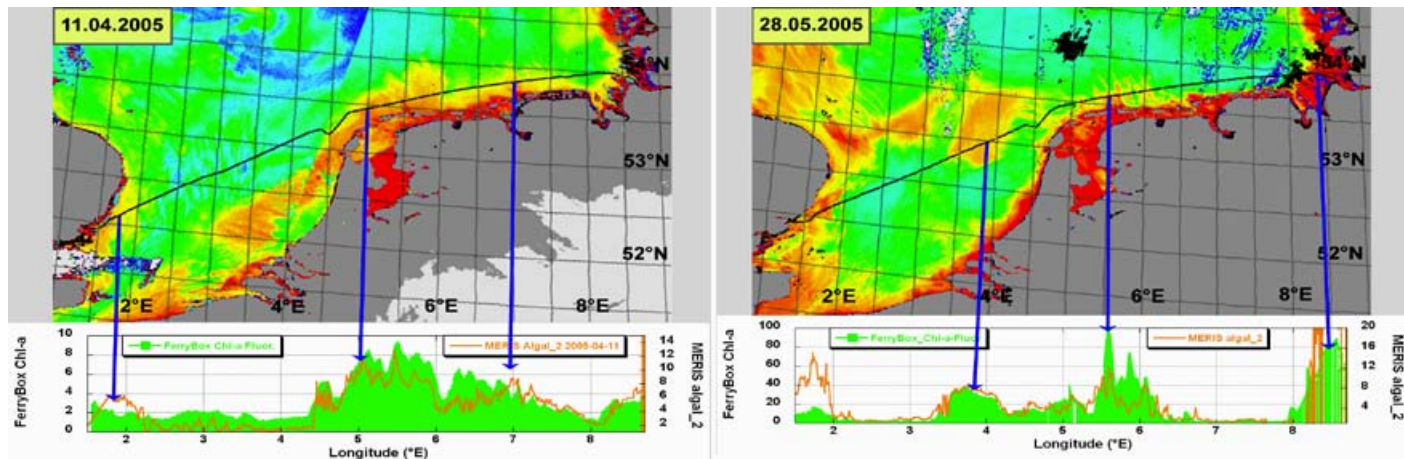 11.04.2005
54°N
53°N
52°N
2°E
4°E
6°E
8°E
FerryBox Chl-a
10
8
6
4
2
0
FerryBox Chl-a Fluor.
MERIS Algal_2 2005-04-11
14
12
10
8
6
4
2
MERIS algal_2
2
3
4
5
6
7
8
Longitude (°E)
28.05.2005
54°N
53°N
52°N
2°E
4°E
6°E
8°E
FerryBox Chl-a
100
80
60
40
20
0
FerryBox_Chl-a-Fluor
MERIS algal_2
20
16
12
8
4
MERIS algal_2
2
3
4
5
6
7
8
Longitude (°E)